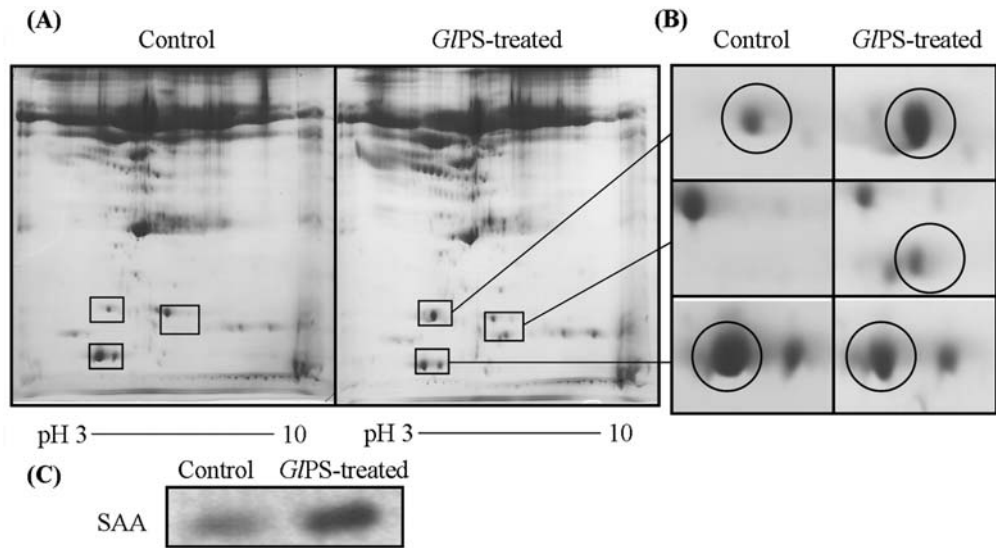 (A)
Control
GlPS-treated
(B)
Control
GlPS-treated
pH 3
10
pH 3
10
(C)
Control
GlPS-treated
SAA